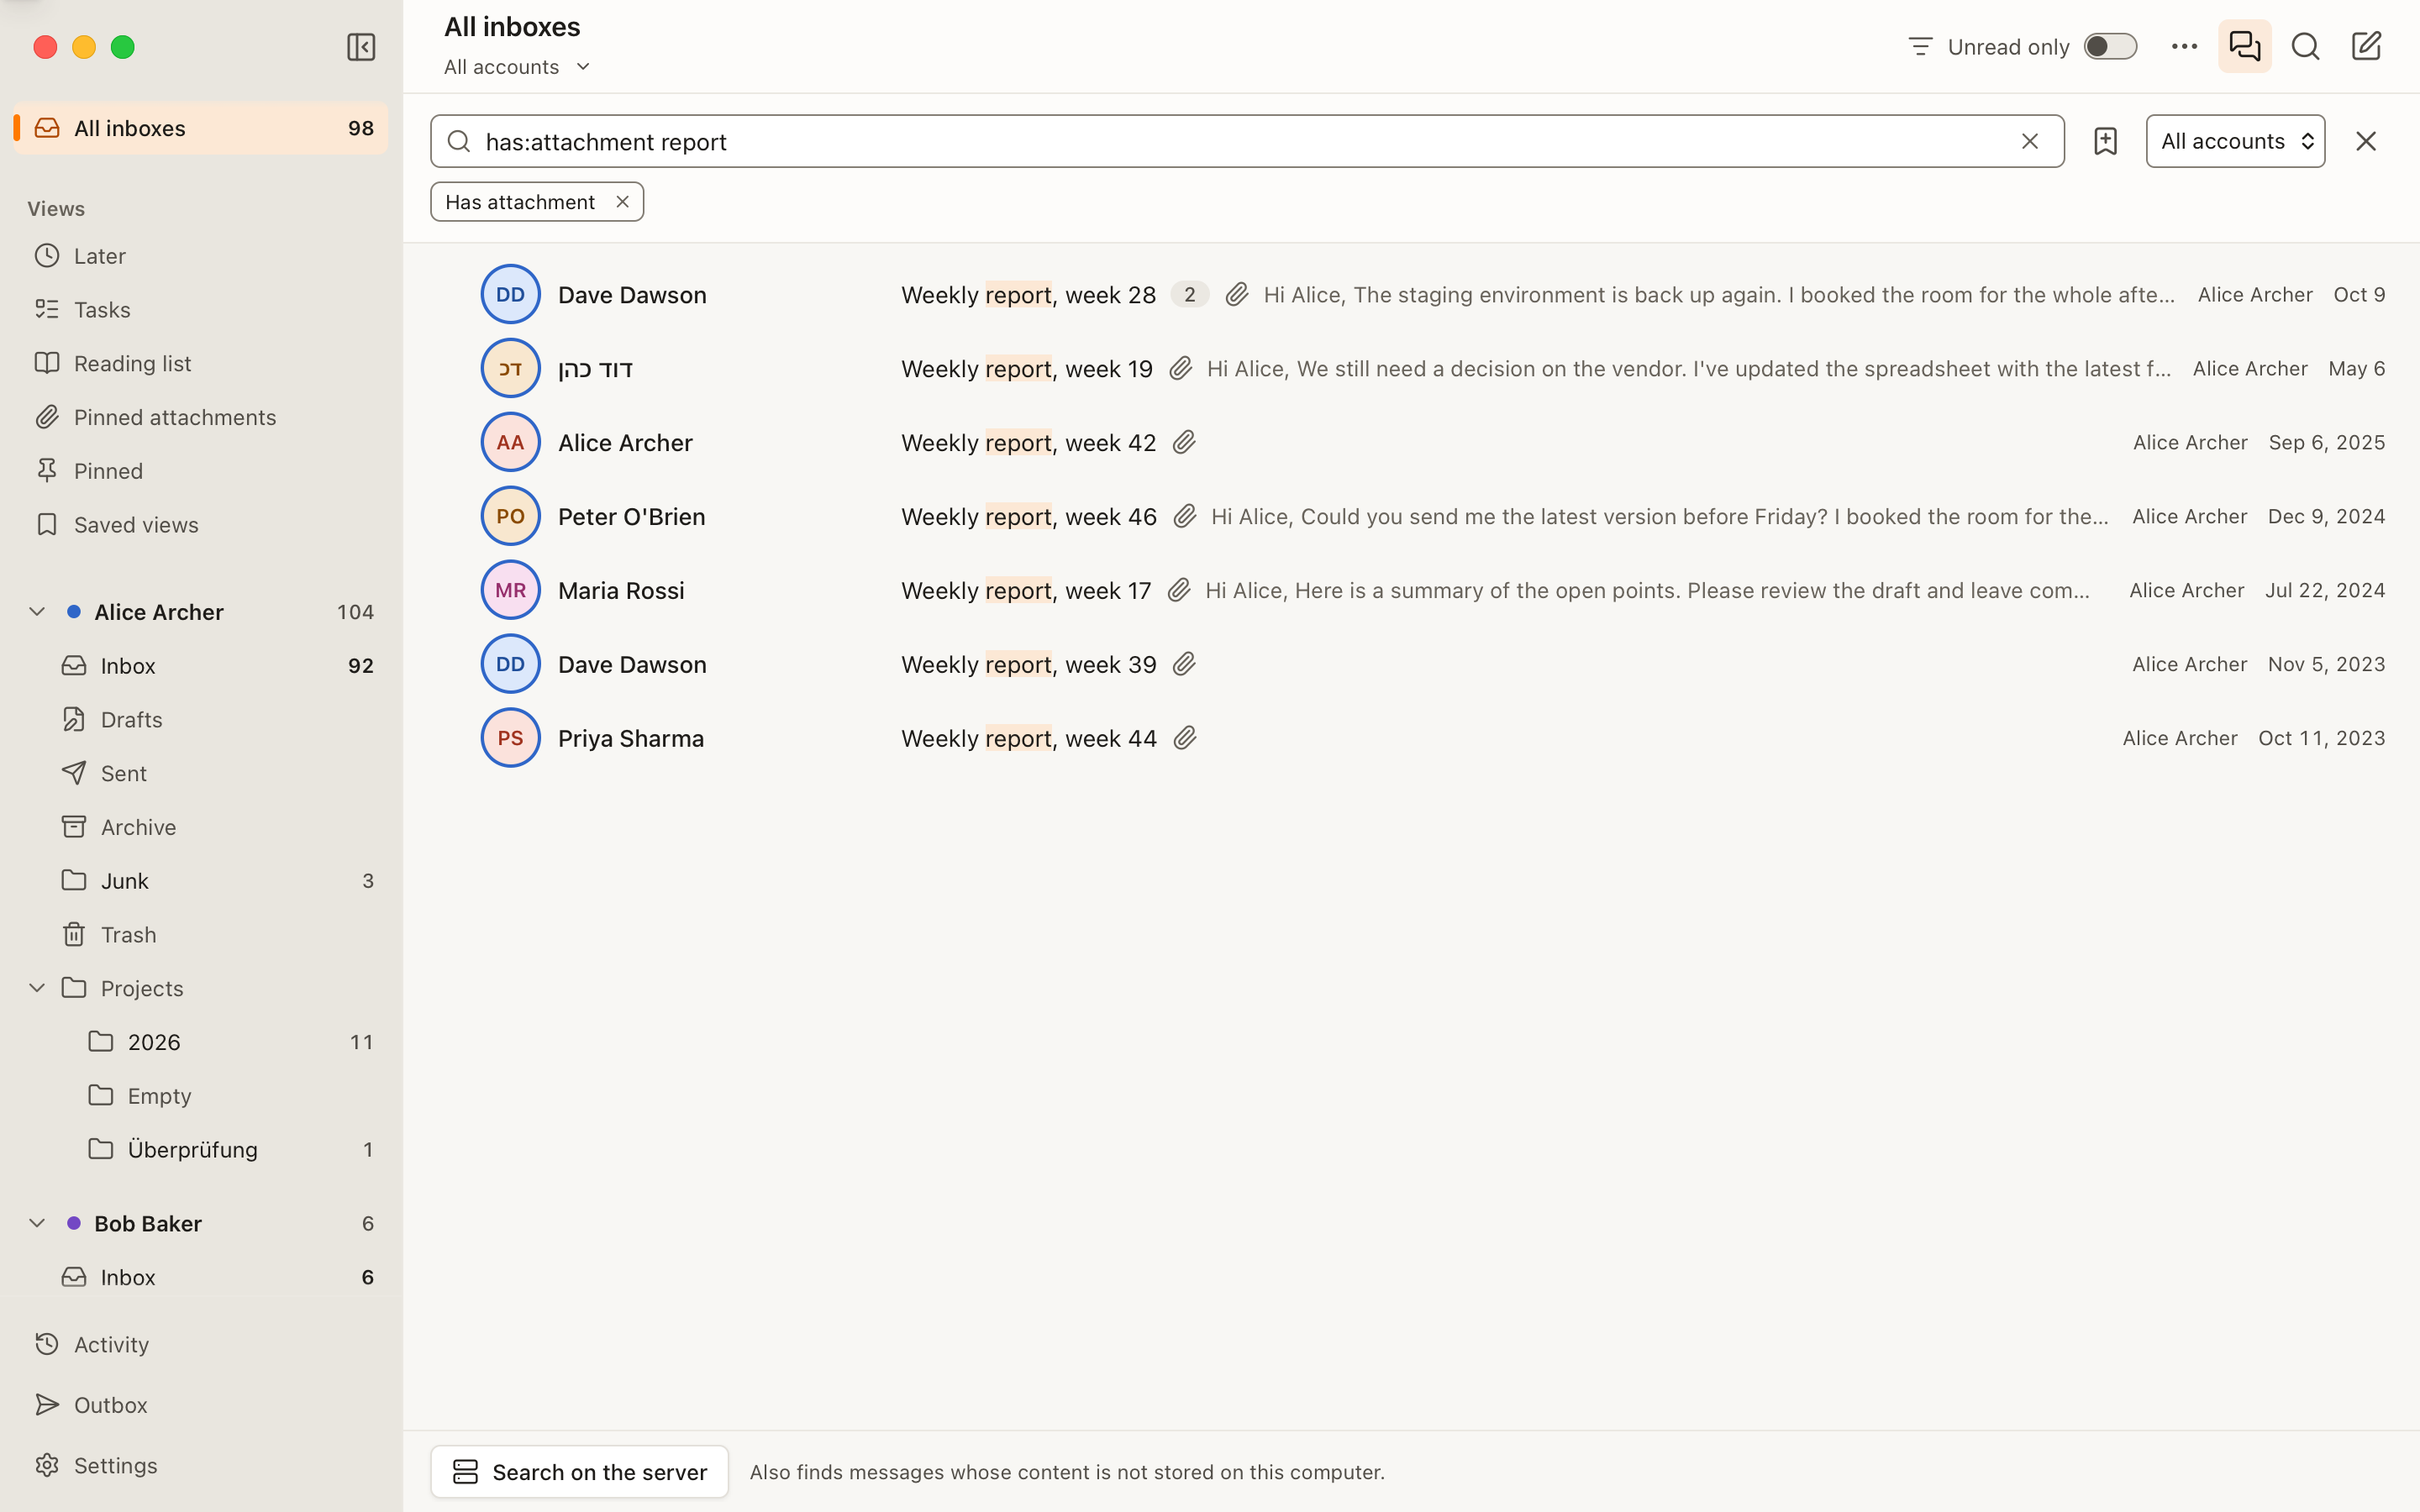 All inboxes
All accounts
Unread only
All inboxes 98
has:attachment report
All accounts
Has attachment
Views
Later
Tasks
Reading list
Pinned attachments
Pinned
Saved views
Alice Archer 104
Inbox 92
Drafts
Sent
Archive
Junk 3
Trash
Projects
2026 11
Empty
Überprüfung 1
Bob Baker 6
Inbox 6
Activity
Outbox
Settings
DD Dave Dawson Weekly report, week 28 2 Hi Alice, The staging environment is back up again. I booked the room for the whole afte... Alice Archer Oct 9
דכ דוד כהן Weekly report, week 19 Hi Alice, We still need a decision on the vendor. I've updated the spreadsheet with the latest f... Alice Archer May 6
AA Alice Archer Weekly report, week 42 Alice Archer Sep 6, 2025
PO Peter O'Brien Weekly report, week 46 Hi Alice, Could you send me the latest version before Friday? I booked the room for the... Alice Archer Dec 9, 2024
MR Maria Rossi Weekly report, week 17 Hi Alice, Here is a summary of the open points. Please review the draft and leave com... Alice Archer Jul 22, 2024
DD Dave Dawson Weekly report, week 39 Alice Archer Nov 5, 2023
PS Priya Sharma Weekly report, week 44 Alice Archer Oct 11, 2023
Search on the server Also finds messages whose content is not stored on this computer.